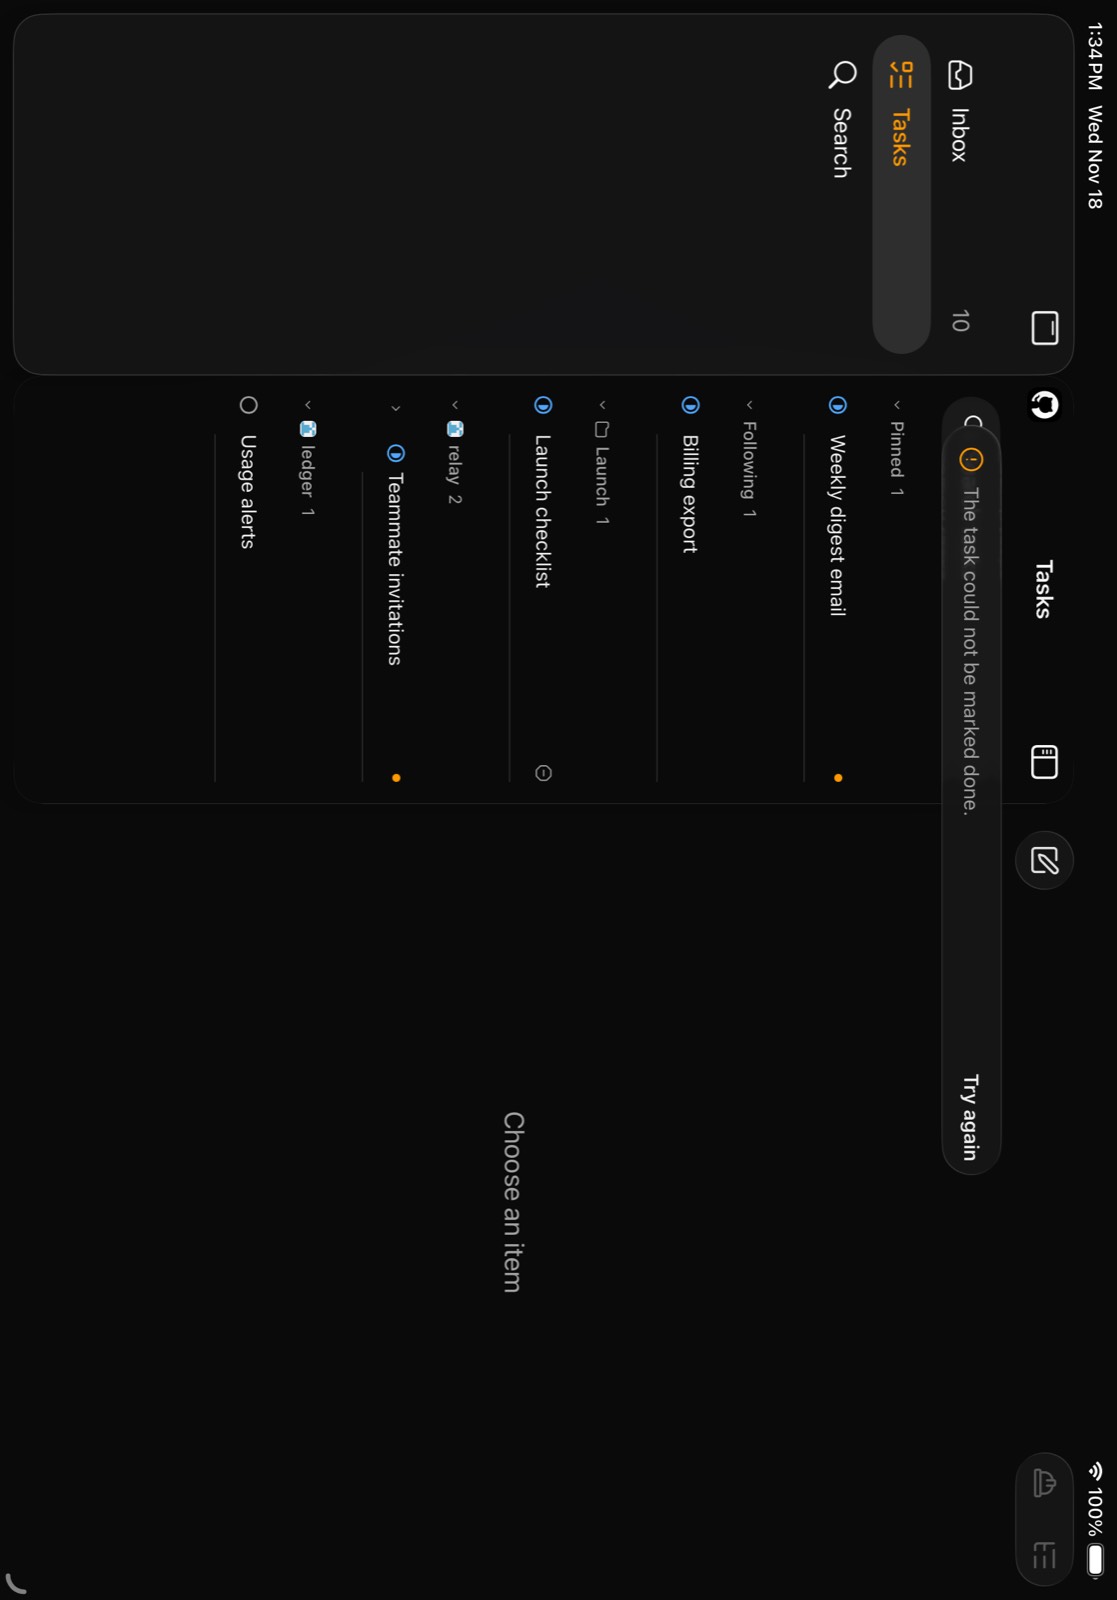 1:34 PM Wed Nov 18
100%
Tasks
The task could not be marked done.
Try again
Inbox 10
Tasks
Search
Pinned 1
Weekly digest email
Following 1
Billing export
Launch 1
Launch checklist
relay 2
Teammate invitations
ledger 1
Usage alerts
Choose an item